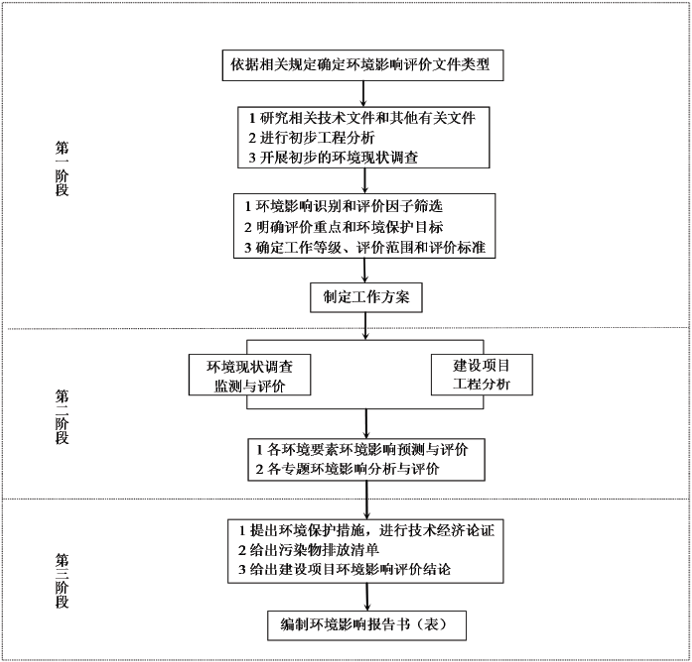 依据相关规定确定环境影响评价文件类型
第一阶段
1 研究相关技术文件和其他有关文件
2 进行初步工程分析
3 开展初步的环境现状调查
1 环境影响识别和评价因子筛选
2 明确评价重点和环境保护目标
3 确定工作等级、评价范围和评价标准
制定工作方案
第二阶段
环境现状调查
监测与评价
建设项目
工程分析
1 各环境要素环境影响预测与评价
2 各专题环境影响分析与评价
第三阶段
1 提出环境保护措施，进行技术经济论证
2 给出污染物排放清单
3 给出建设项目环境影响评价结论
编制环境影响报告书（表）